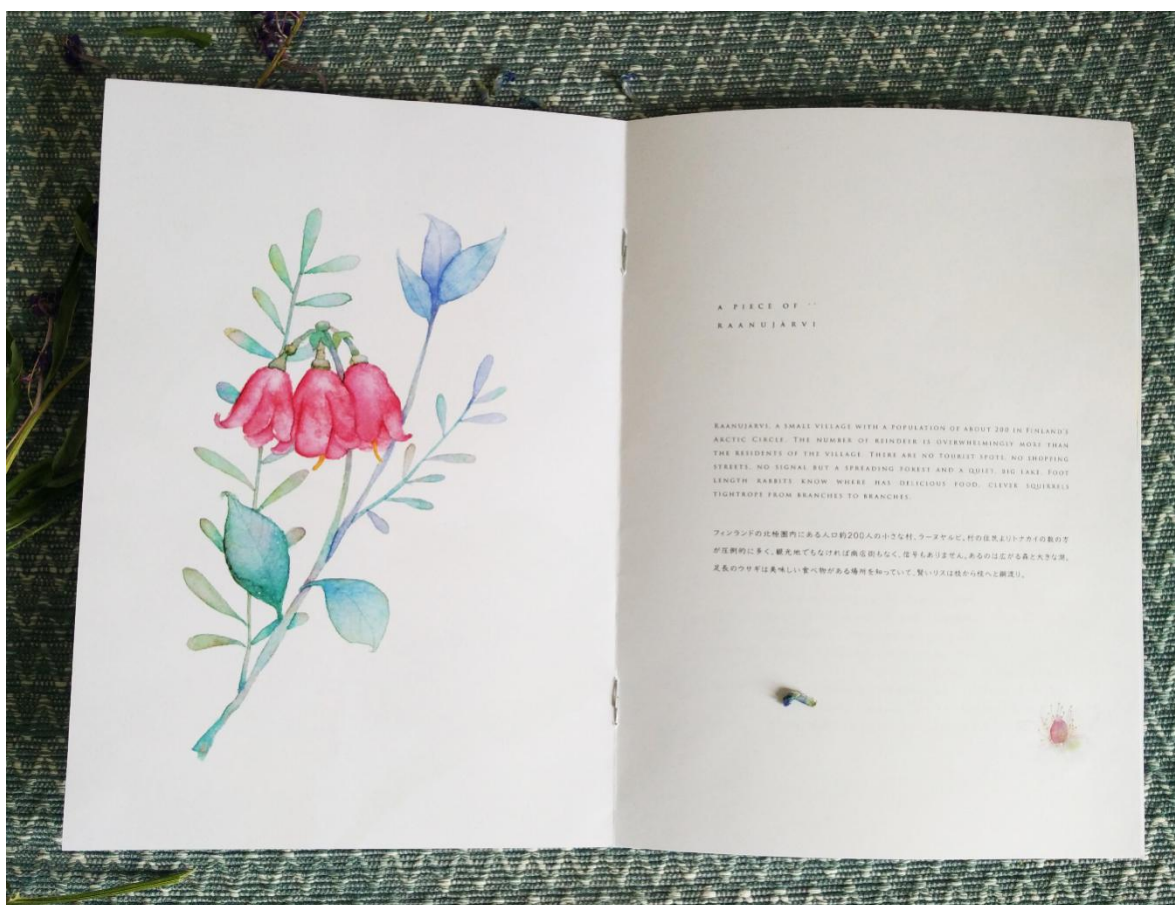 A PIECE OF
RAANUJÄRVI
RAANUJÄRVI, A SMALL VILLAGE WITH A POPULATION OF ABOUT 200 IN FINLAND'S
ARCTIC CIRCLE. THE NUMBER OF REINDEER IS OVERWHELMINGLY MORE THAN
THE RESIDENTS OF THE VILLAGE. THERE ARE NO TOURIST SPOTS, NO SHOPPING
STREETS, NO SIGNAL BUT A SPREADING FOREST AND A QUIET, BIG LAKE. FOOT
LENGTH RABBITS KNOW WHERE HAS DELICIOUS FOOD, CLEVER SQUIRRELS
TIGHTROPE FROM BRANCHES TO BRANCHES.
フィンランドの北極圏内にある人口約200人の小さな村、ラーヌヤルビ。村の住民よりトナカイの数の方
が圧倒的に多く、観光地でもなければ商店街もなく、信号もありません。あるのは広がる森と大きな湖。
足長のウサギは美味しい食べ物がある場所を知っていて、賢いリスは枝から枝へと綱渡り。